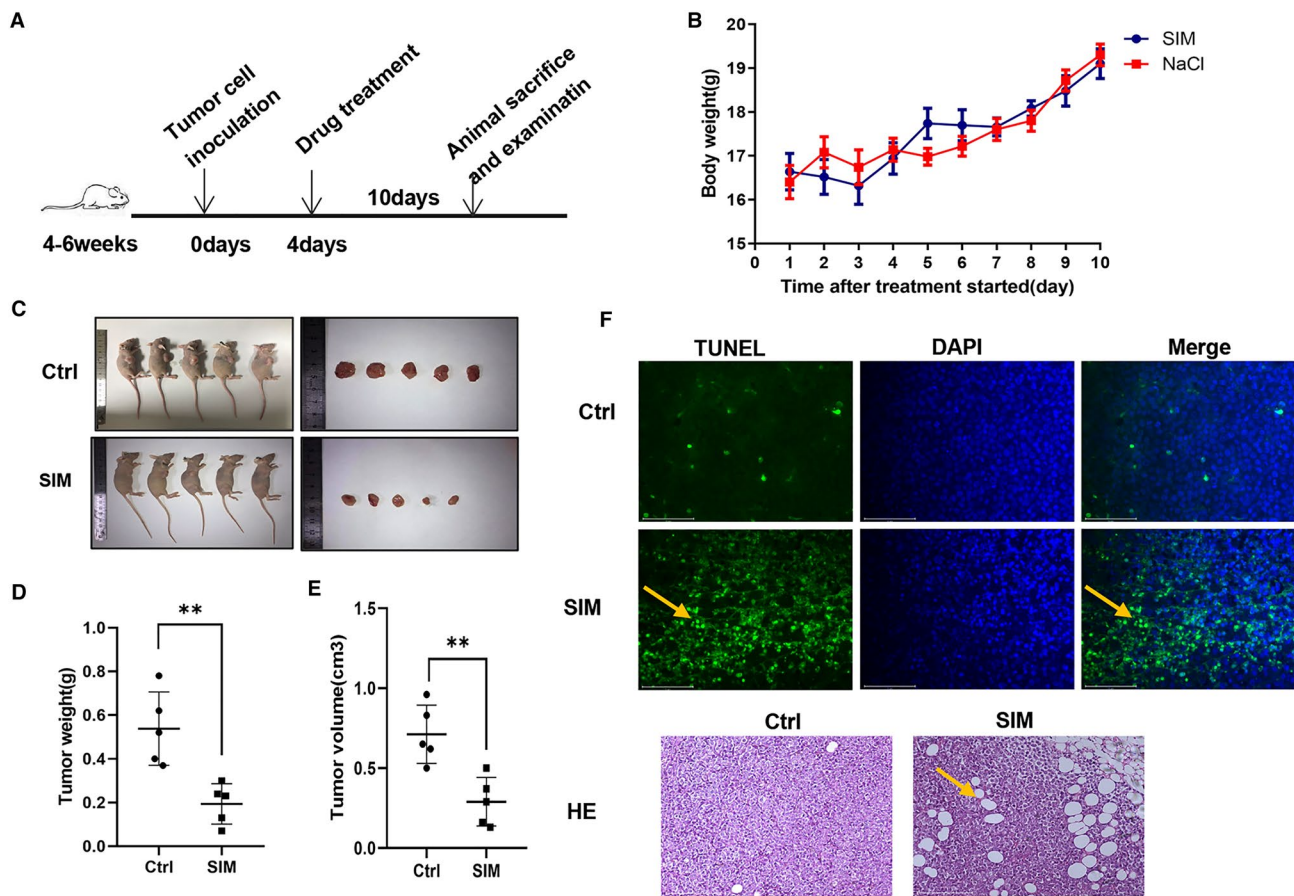 A
Tumor cell
inoculation
Drug treatment
Animal sacrifice
and examinatin
10days
4-6weeks
0days
4days
B
Body weight(g)
20
19
18
17
16
15
0
1
2
3
4
5
6
7
8
9
10
Time after treatment started(day)
SIM
NaCl
C
Ctrl
SIM
D
**
Tumor weight(g)
1.0
0.8
0.6
0.4
0.2
0.0
Ctrl
SIM
E
**
Tumor volume(cm3)
1.5
1.0
0.5
0.0
Ctrl
SIM
F
TUNEL
DAPI
Merge
Ctrl
SIM
Ctrl
SIM
HE